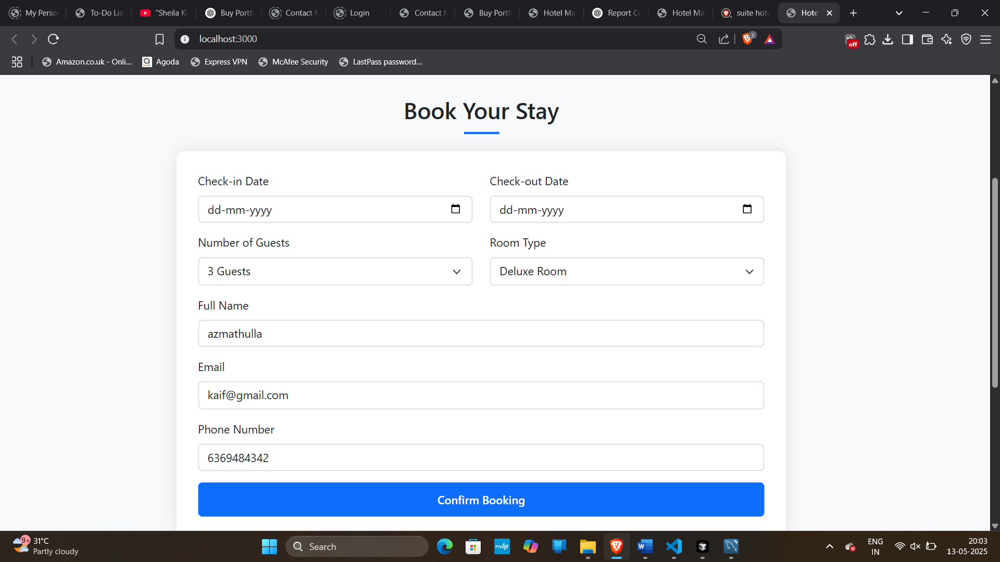 My Perso
To-Do Lis
"Sheila Ki
Buy Portf
Contact M
Login
Contact M
Buy Portf
Hotel Ma
Report Cr
Hotel Ma
suite hote
Hote
localhost:3000
2
off
Amazon.co.uk - Onli...
Agoda
Express VPN
McAfee Security
LastPass password...
Book Your Stay
Check-in Date
Check-out Date
dd-mm-yyyy
dd-mm-yyyy
Number of Guests
Room Type
3 Guests
Deluxe Room
Full Name
azmathulla
Email
kaif@gmail.com
Phone Number
6369484342
Confirm Booking
9+
31°C
Partly cloudy
Search
myhp
W
ENG
IN
20:03
13-05-2025